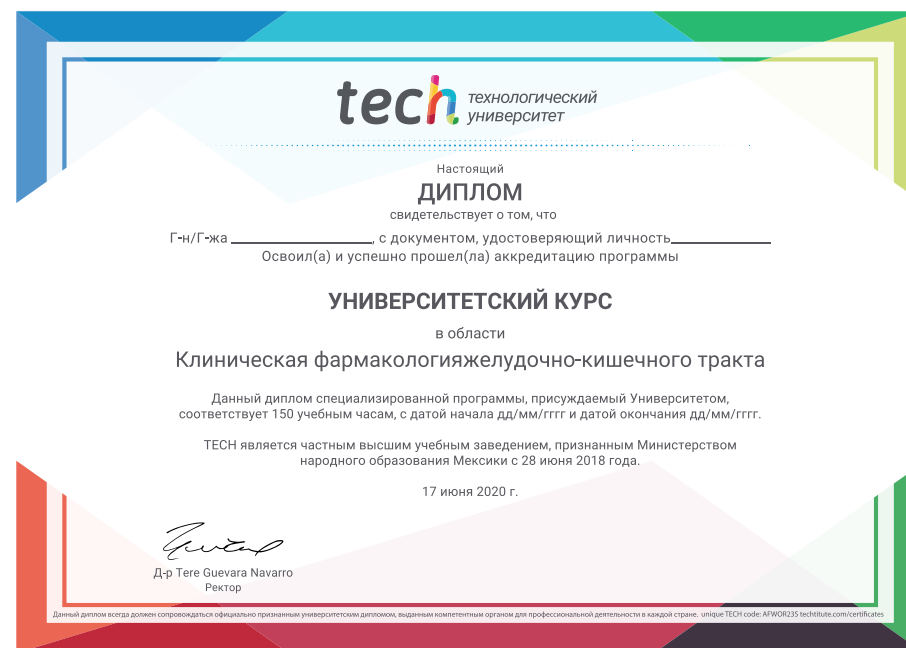 tech технологический
университет
Настоящий
ДИПЛОМ
свидетельствует о том, что
Г-н/Г-жа ____________________, с документом, удостоверяющий личность______________
Освоил(а) и успешно прошел(ла) аккредитацию программы
УНИВЕРСИТЕТСКИЙ КУРС
в области
Клиническая фармакологияжелудочно-кишечного тракта
Данный диплом специализированной программы, присуждаемый Университетом,
соответствует 150 учебным часам, с датой начала дд/мм/гггг и датой окончания дд/мм/гггг.
TECH является частным высшим учебным заведением, признанным Министерством
народного образования Мексики с 28 июня 2018 года.
17 июня 2020 г.
Д-р Tere Guevara Navarro
Ректор
Данный диплом всегда должен сопровождаться официально признанным университетским дипломом, выданным компетентным органом для профессиональной деятельности в каждой стране. unique TECH code: AFWOR23S techtitute.com/certificates